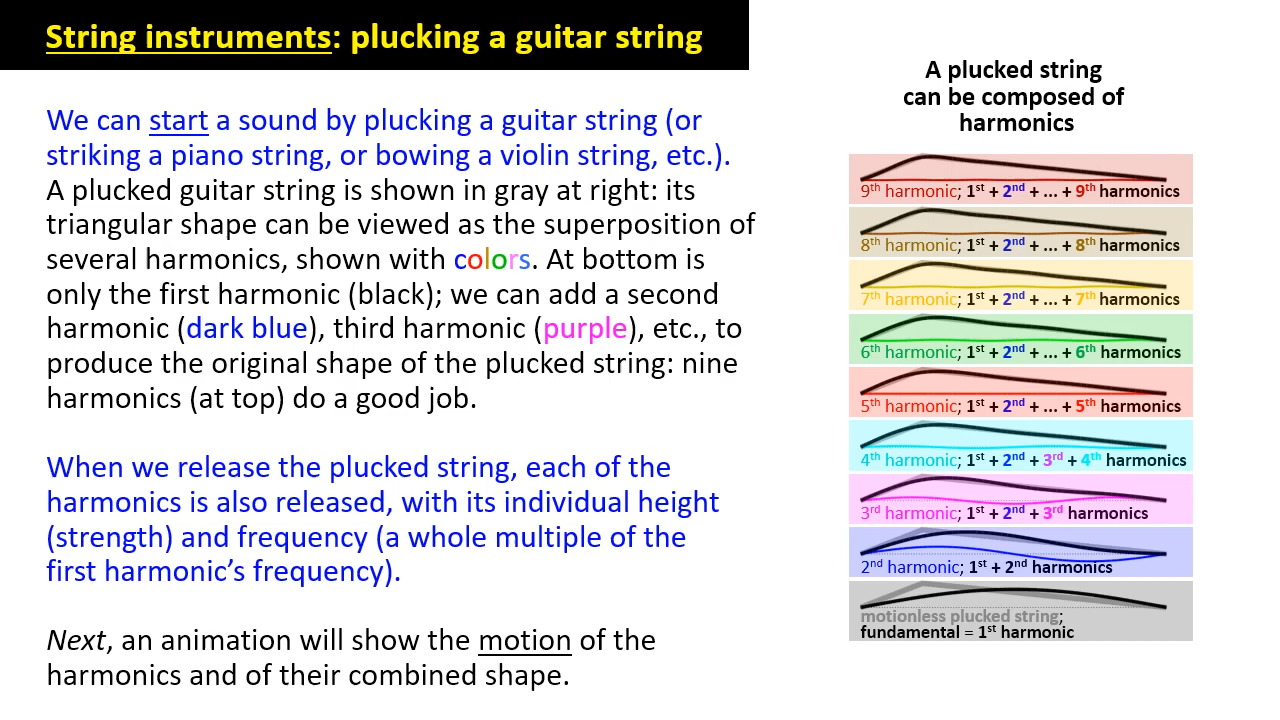 String instruments: plucking a guitar string
We can start a sound by plucking a guitar string (or
striking a piano string, or bowing a violin string, etc.).
A plucked guitar string is shown in gray at right: its
triangular shape can be viewed as the superposition of
several harmonics, shown with colors. At bottom is
only the first harmonic (black); we can add a second
harmonic (dark blue), third harmonic (purple), etc., to
produce the original shape of the plucked string: nine
harmonics (at top) do a good job.
When we release the plucked string, each of the
harmonics is also released, with its individual height
(strength) and frequency (a whole multiple of the
first harmonic’s frequency).
Next, an animation will show the motion of the
harmonics and of their combined shape.
A plucked string
can be composed of
harmonics
9th harmonic; 1st + 2nd + ... + 9th harmonics
8th harmonic; 1st + 2nd + ... + 8th harmonics
7th harmonic; 1st + 2nd + ... + 7th harmonics
6th harmonic; 1st + 2nd + ... + 6th harmonics
5th harmonic; 1st + 2nd + ... + 5th harmonics
4th harmonic; 1st + 2nd + 3rd + 4th harmonics
3rd harmonic; 1st + 2nd + 3rd harmonics
2nd harmonic; 1st + 2nd harmonics
motionless plucked string;
fundamental = 1st harmonic